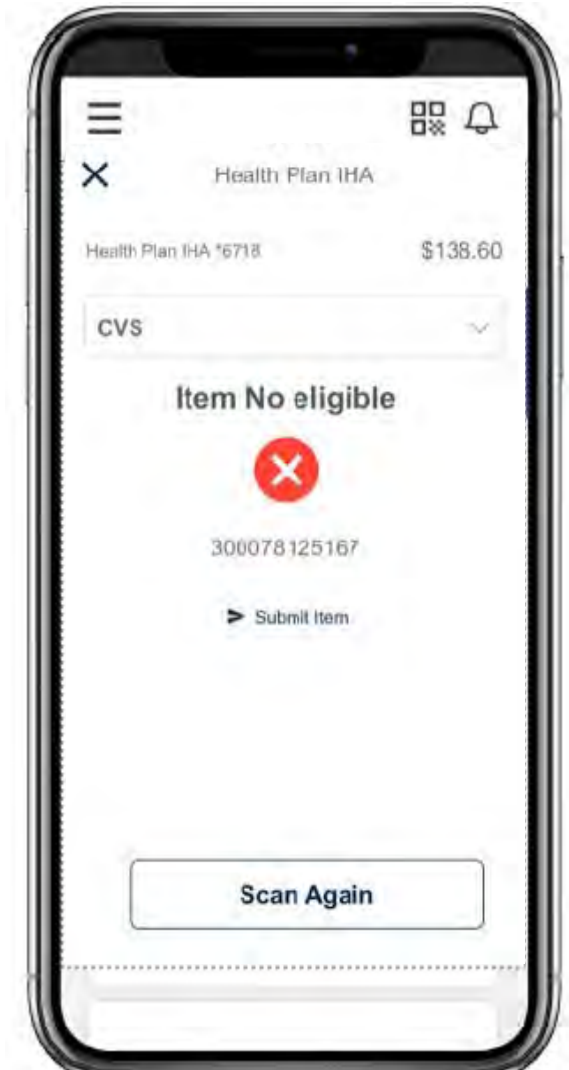 Health Plan IHA
Health Plan IHA *6718 $138.60
CVS
Item No eligible
300078125167
Submit Item
Scan Again